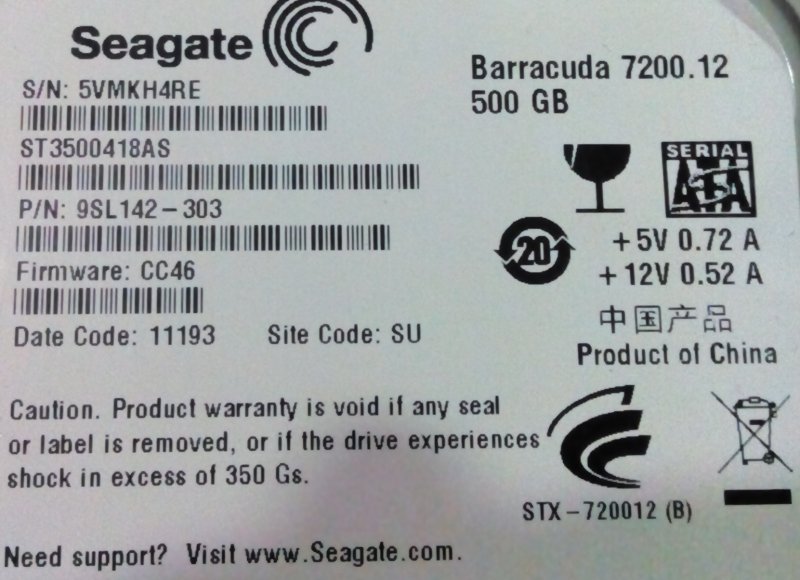 Seagate
S/N: 5VMKH4RE
ST3500418AS
P/N: 9SL142-303
Firmware: CC46
Date Code: 11193 Site Code: SU
Barracuda 7200.12
500 GB
SERIAL
ATA
20
+5V 0.72 A
+12V 0.52 A
中国产品
Product of China
Caution. Product warranty is void if any seal
or label is removed, or if the drive experiences
shock in excess of 350 Gs.
STX-720012 (B)
Need support? Visit www.Seagate.com.